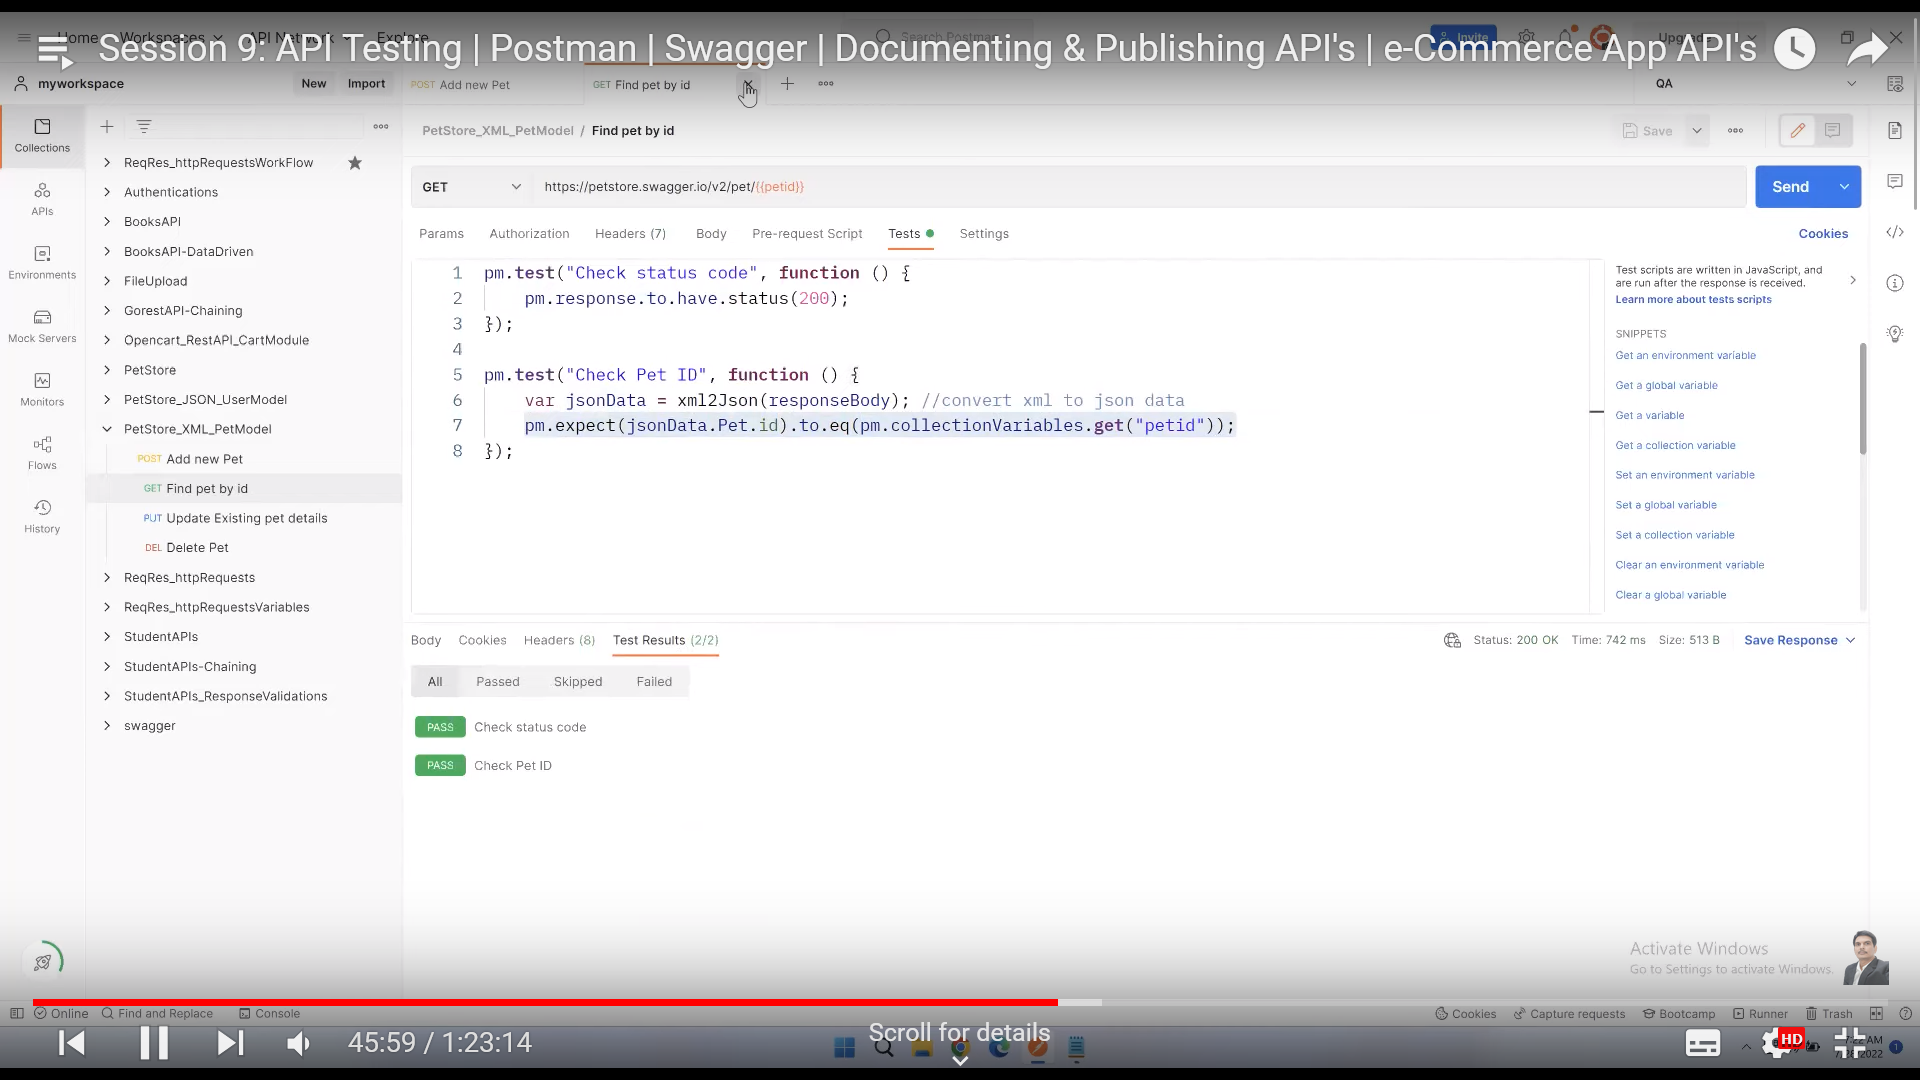 Session 9: API Testing | Postman | Swagger | Documenting & Publishing API's | e-Commerce App API's
Home Workspaces API Network Explore Search Postman Invite
myworkspace New Import
POST Add new Pet
GET Find pet by id
QA
Collections
APIs
Environments
Mock Servers
Monitors
Flows
History
ReqRes_httpRequestsWorkFlow
Authentications
BooksAPI
BooksAPI-DataDriven
FileUpload
GorestAPI-Chaining
Opencart_RestAPI_CartModule
PetStore
PetStore_JSON_UserModel
PetStore_XML_PetModel
POST Add new Pet
GET Find pet by id
PUT Update Existing pet details
DEL Delete Pet
ReqRes_httpRequests
ReqRes_httpRequestsVariables
StudentAPIs
StudentAPIs-Chaining
StudentAPIs_ResponseValidations
swagger
PetStore_XML_PetModel / Find pet by id
Save
GET https://petstore.swagger.io/v2/pet/{{petid}}
Send
Params Authorization Headers (7) Body Pre-request Script Tests Settings
Cookies
1 pm.test("Check status code", function () {
2 pm.response.to.have.status(200);
3 });
4
5 pm.test("Check Pet ID", function () {
6 var jsonData = xml2Json(responseBody); //convert xml to json data
7 pm.expect(jsonData.Pet.id).to.eq(pm.collectionVariables.get("petid"));
8 });
Test scripts are written in JavaScript, and
are run after the response is received.
Learn more about tests scripts
SNIPPETS
Get an environment variable
Get a global variable
Get a variable
Get a collection variable
Set an environment variable
Set a global variable
Set a collection variable
Clear an environment variable
Clear a global variable
Body Cookies Headers (8) Test Results (2/2)
Status: 200 OK Time: 742 ms Size: 513 B Save Response
All Passed Skipped Failed
PASS Check status code
PASS Check Pet ID
Activate Windows
Go to Settings to activate Windows.
Online Find and Replace Console
Cookies Capture requests Bootcamp Runner Trash
45:59 / 1:23:14
Scroll for details
HD